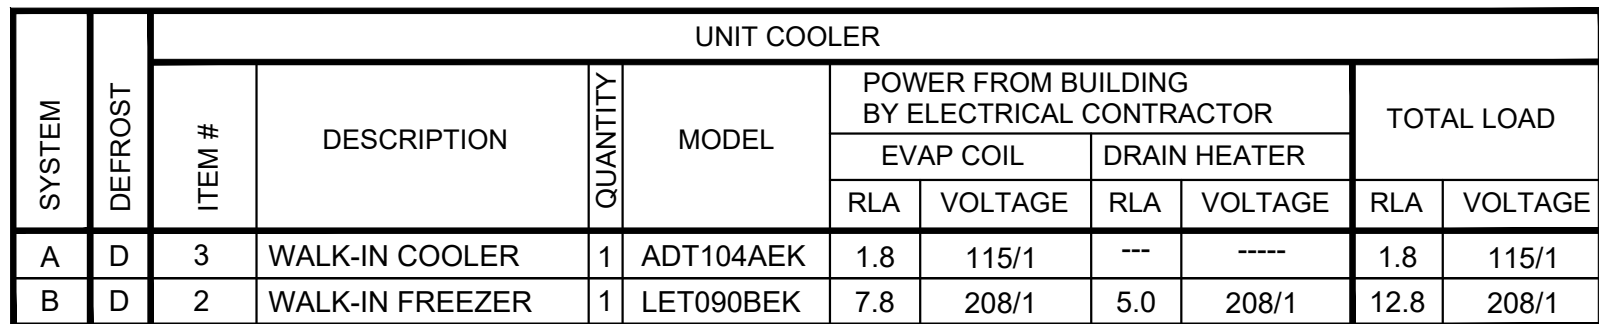 UNIT COOLER
SYSTEM
DEFROST
ITEM #
DESCRIPTION
QUANTITY
MODEL
POWER FROM BUILDING
BY ELECTRICAL CONTRACTOR
TOTAL LOAD
EVAP COIL DRAIN HEATER
RLA VOLTAGE RLA VOLTAGE RLA VOLTAGE
A D 3 WALK-IN COOLER 1 ADT104AEK 1.8 115/1 --- ----- 1.8 115/1
B D 2 WALK-IN FREEZER 1 LET090BEK 7.8 208/1 5.0 208/1 12.8 208/1